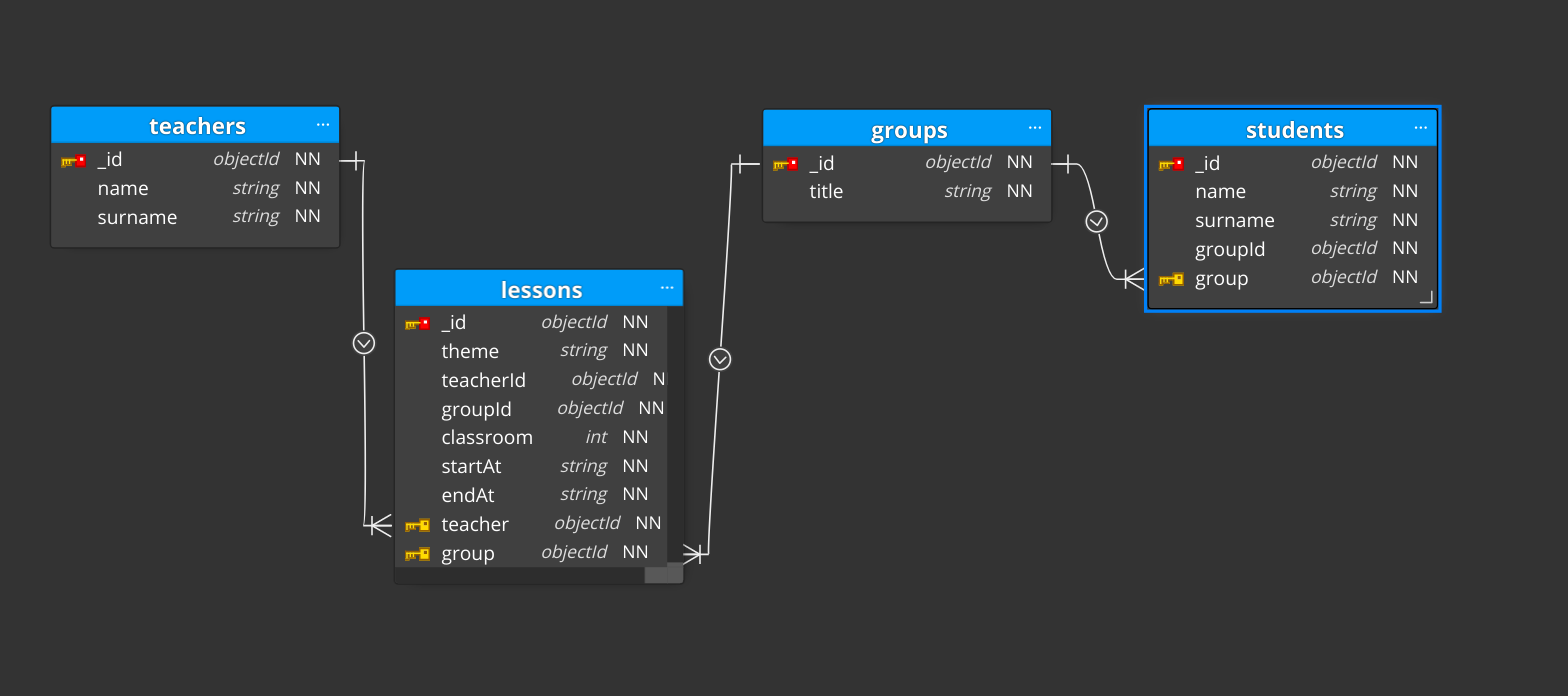 teachers ...
_id objectId NN
name string NN
surname string NN
lessons ...
_id objectId NN
theme string NN
teacherId objectId N
groupId objectId NN
classroom int NN
startAt string NN
endAt string NN
teacher objectId NN
group objectId NN
groups ...
_id objectId NN
title string NN
students ...
_id objectId NN
name string NN
surname string NN
groupId objectId NN
group objectId NN